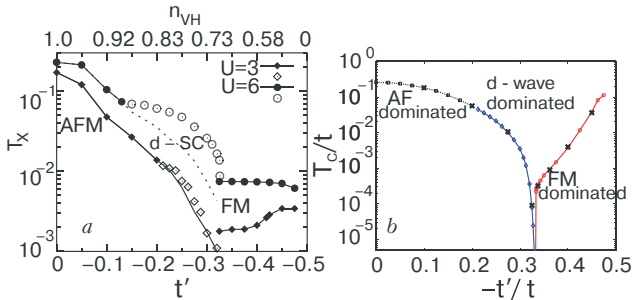 n_VH
1.0 0.92 0.83 0.73 0.58 0
U=3
U=6
10^-1
10^-2
10^-3
T_X
AFM
d-SC
FM
a
0 -0.1 -0.2 -0.3 -0.4 -0.5
t'
10^0
10^-1
10^-2
10^-3
10^-4
10^-5
T_c/t
AF
dominated
d-wave
dominated
FM
dominated
b
0 0.1 0.2 0.3 0.4 0.5
-t'/t